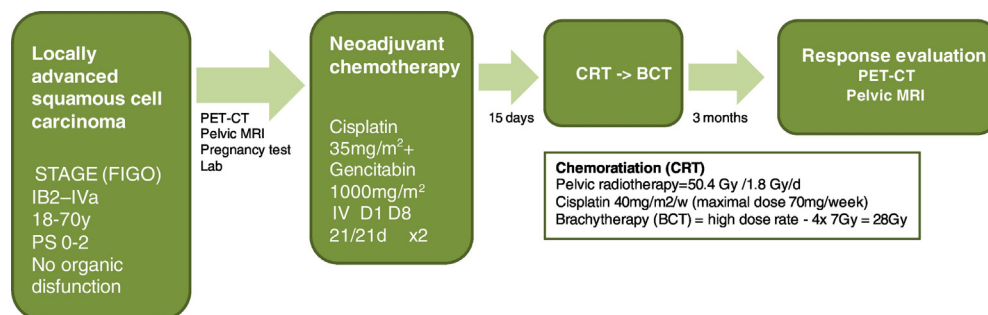 Locally
advanced
squamous cell
carcinoma
STAGE (FIGO)
IB2–IVa
18-70y
PS 0-2
No organic
disfunction
PET-CT
Pelvic MRI
Pregnancy test
Lab
Neoadjuvant
chemotherapy
Cisplatin
35mg/m²+
Gencitabin
1000mg/m²
IV D1 D8
21/21d x2
15 days
CRT -> BCT
3 months
Response evaluation
PET-CT
Pelvic MRI
Chemoratiation (CRT)
Pelvic radiotherapy=50.4 Gy /1.8 Gy/d
Cisplatin 40mg/m2/w (maximal dose 70mg/week)
Brachytherapy (BCT) = high dose rate - 4x 7Gy = 28Gy